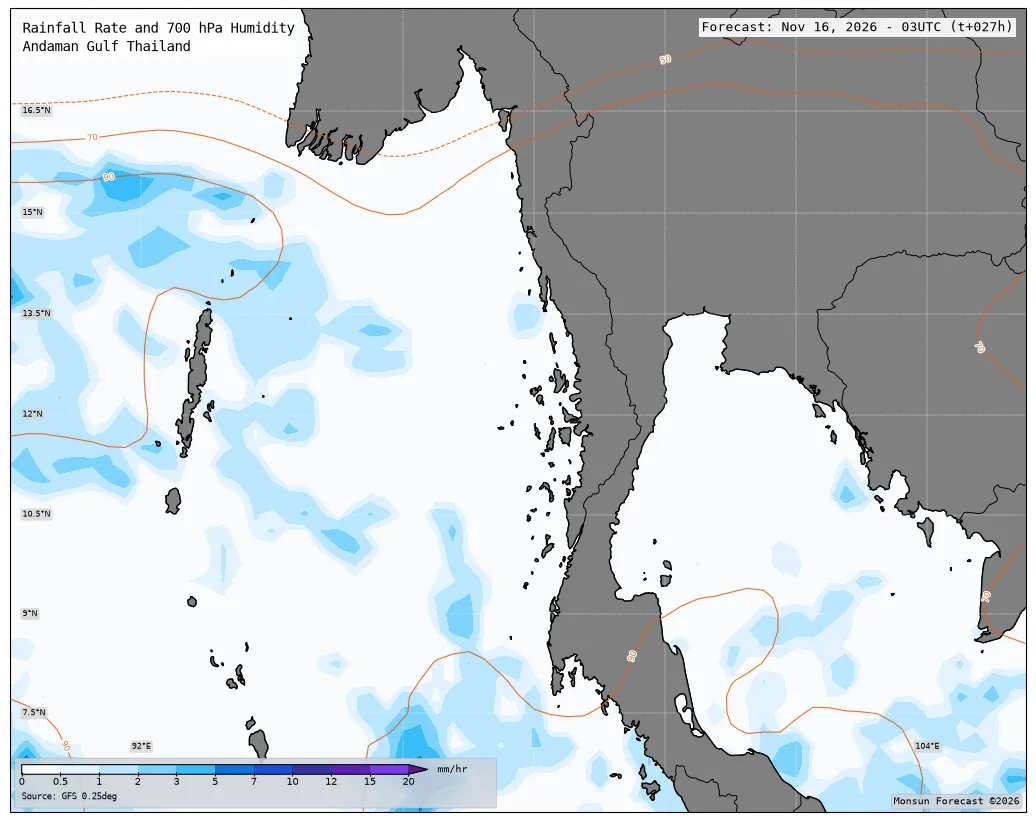 Rainfall Rate and 700 hPa Humidity
Andaman Gulf Thailand
Forecast: Nov 16, 2026 - 03UTC (t+027h)
50
16.5°N
70
90
15°N
13.5°N
70
12°N
10.5°N
70
9°N
90
7.5°N
90
92°E
104°E
mm/hr
0 0.5 1 2 3 5 7 10 12 15 20
Source: GFS 0.25deg
Monsun Forecast ©2026